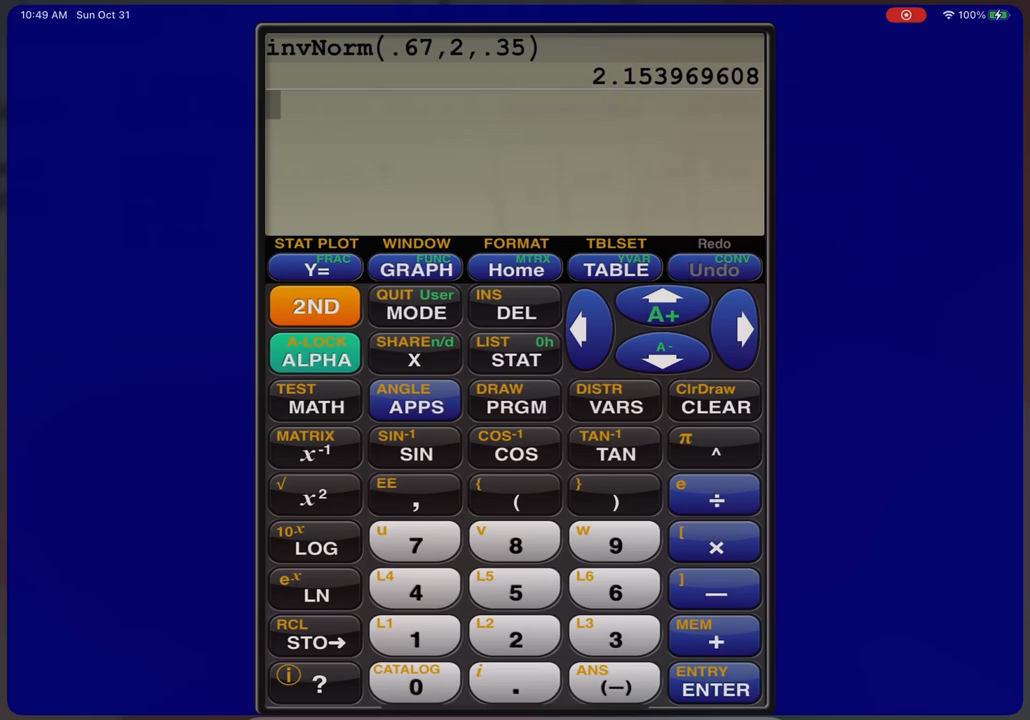 10:49 AM Sun Oct 31 100%
invNorm(.67,2,.35)
2.153969608
STAT PLOT WINDOW FORMAT TBLSET Redo
FRAC FUNC MTRX YVAR CONV
Y= GRAPH Home TABLE Undo
QUIT User INS
2ND MODE DEL A+
A-LOCK SHARE n/d LIST 0h A-
ALPHA X STAT
TEST ANGLE DRAW DISTR ClrDraw
MATH APPS PRGM VARS CLEAR
MATRIX SIN-1 COS-1 TAN-1 π
x-1 SIN COS TAN ^
√ EE { } e
x2 , ( ) ÷
10x u v w [
LOG 7 8 9 ×
ex L4 L5 L6 ]
LN 4 5 6 —
RCL L1 L2 L3 MEM
STO➔ 1 2 3 +
i CATALOG i ANS ENTRY
? 0 . (—) ENTER